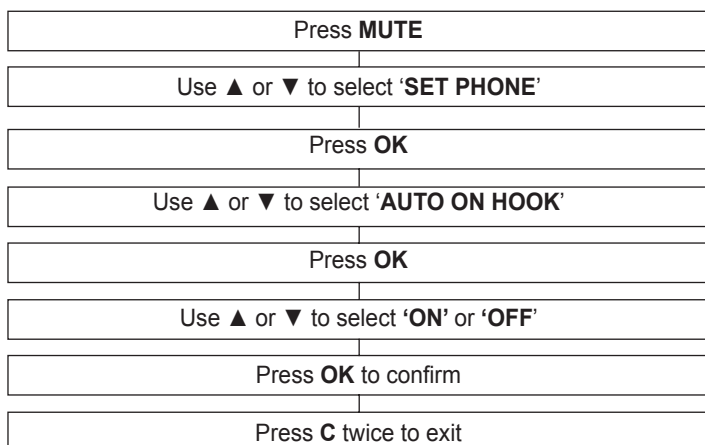 Press MUTE
Use ▲ or ▼ to select ‘SET PHONE’
Press OK
Use ▲ or ▼ to select ‘AUTO ON HOOK’
Press OK
Use ▲ or ▼ to select ‘ON’ or ‘OFF’
Press OK to confirm
Press C twice to exit